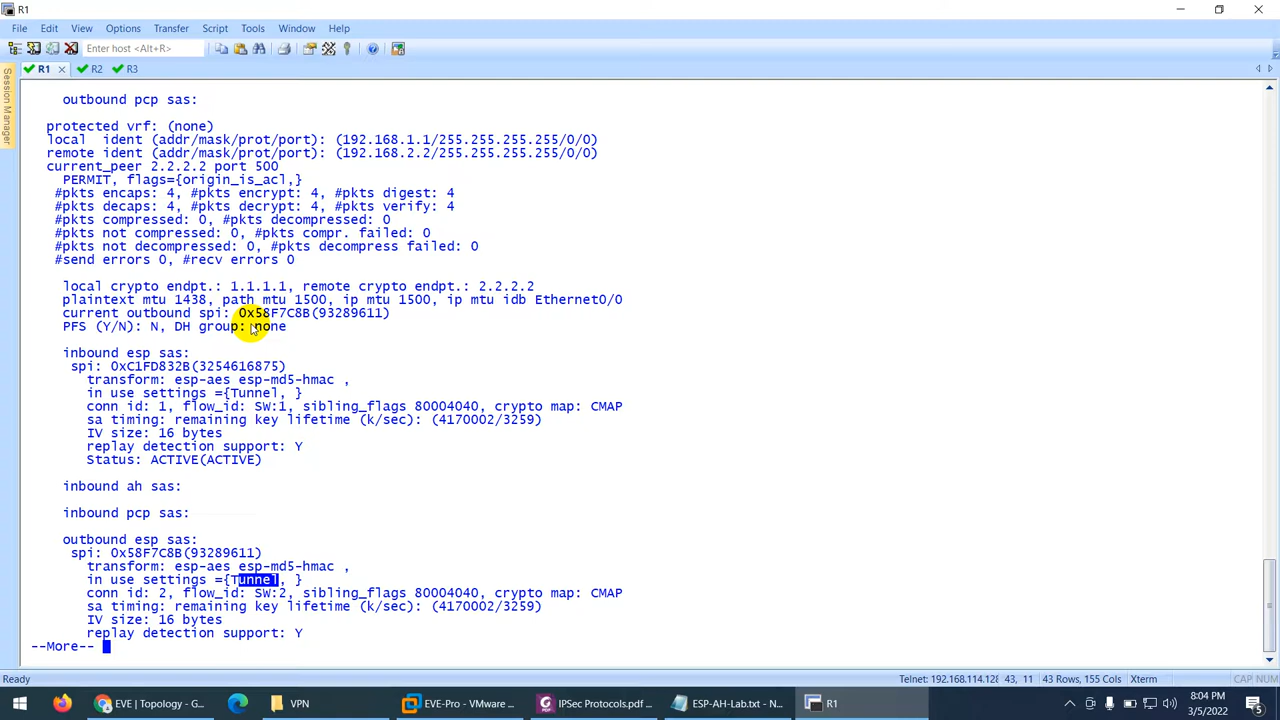 R1
File Edit View Options Transfer Script Tools Window Help
Enter host <Alt+R>
R1 R2 R3
Session Manager
outbound pcp sas:
protected vrf: (none)
local ident (addr/mask/prot/port): (192.168.1.1/255.255.255.255/0/0)
remote ident (addr/mask/prot/port): (192.168.2.2/255.255.255.255/0/0)
current_peer 2.2.2.2 port 500
PERMIT, flags={origin_is_acl,}
#pkts encaps: 4, #pkts encrypt: 4, #pkts digest: 4
#pkts decaps: 4, #pkts decrypt: 4, #pkts verify: 4
#pkts compressed: 0, #pkts decompressed: 0
#pkts not compressed: 0, #pkts compr. failed: 0
#pkts not decompressed: 0, #pkts decompress failed: 0
#send errors 0, #recv errors 0
local crypto endpt.: 1.1.1.1, remote crypto endpt.: 2.2.2.2
plaintext mtu 1438, path mtu 1500, ip mtu 1500, ip mtu idb Ethernet0/0
current outbound spi: 0x58F7C8B(93289611)
PFS (Y/N): N, DH group: none
inbound esp sas:
spi: 0xC1FD832B(3254616875)
transform: esp-aes esp-md5-hmac ,
in use settings ={Tunnel, }
conn id: 1, flow_id: SW:1, sibling_flags 80004040, crypto map: CMAP
sa timing: remaining key lifetime (k/sec): (4170002/3259)
IV size: 16 bytes
replay detection support: Y
Status: ACTIVE(ACTIVE)
inbound ah sas:
inbound pcp sas:
outbound esp sas:
spi: 0x58F7C8B(93289611)
transform: esp-aes esp-md5-hmac ,
in use settings ={Tunnel, }
conn id: 2, flow_id: SW:2, sibling_flags 80004040, crypto map: CMAP
sa timing: remaining key lifetime (k/sec): (4170002/3259)
IV size: 16 bytes
replay detection support: Y
--More--
Ready Telnet: 192.168.114.128 43, 11 43 Rows, 155 Cols Xterm CAP NUM
EVE | Topology - G... VPN EVE-Pro - VMware ... IPSec Protocols.pdf ... ESP-AH-Lab.txt - N... R1 8:04 PM
3/5/2022
5